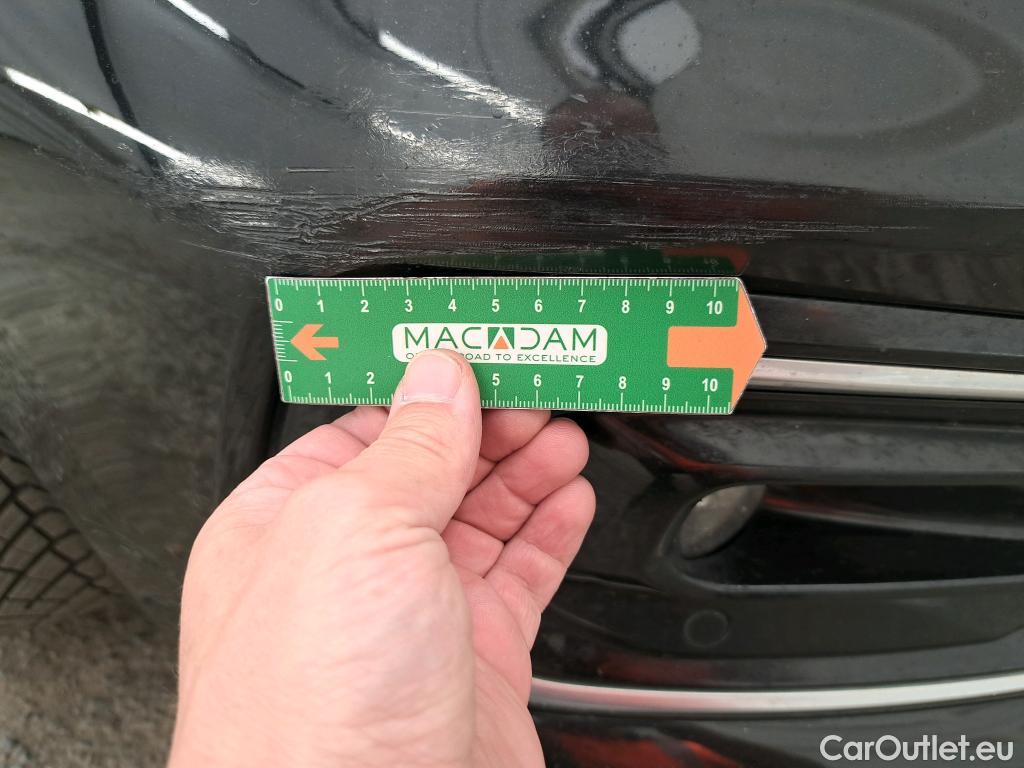 0 1 2 3 4 5 6 7 8 9 10
MACADAM
ROAD TO EXCELLENCE
0 1 2 5 6 7 8 9 10
CarOutlet.eu